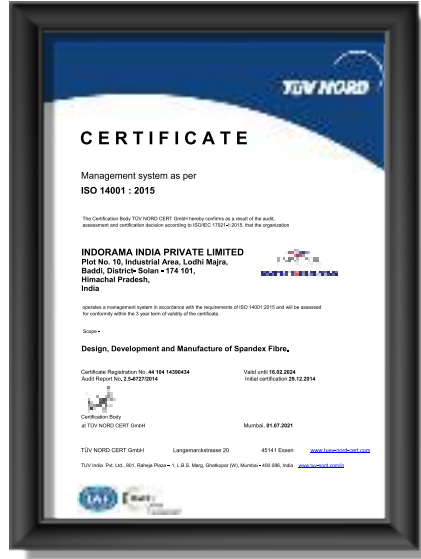 TÜV NORD
CERTIFICATE
Management system as per
ISO 14001 : 2015
The Certification Body TÜV NORD CERT GmbH hereby confirms as a result of the audit,
assessment and certification decision according to ISO/IEC 17021-1:2015, that the organization
INDORAMA INDIA PRIVATE LIMITED
Plot No. 10, Industrial Area, Lodhi Majra,
Baddi, District- Solan - 174 101,
Himachal Pradesh,
India
operates a management system in accordance with the requirements of ISO 14001:2015 and will be assessed
for conformity within the 3 year term of validity of the certificate.
Scope -
Design, Development and Manufacture of Spandex Fibre.
Certificate Registration No. 44 104 14390434 Valid until 16.02.2024
Audit Report No. 2.5-6727/2014 Initial certification 29.12.2014
Certification Body
at TÜV NORD CERT GmbH Mumbai, 01.07.2021
TÜV NORD CERT GmbH Langemarckstrasse 20 45141 Essen
TUV India Pvt. Ltd., 801, Raheja Plaza - 1, L.B.S. Marg, Ghatkopar (W), Mumbai - 400 086, India
IAF